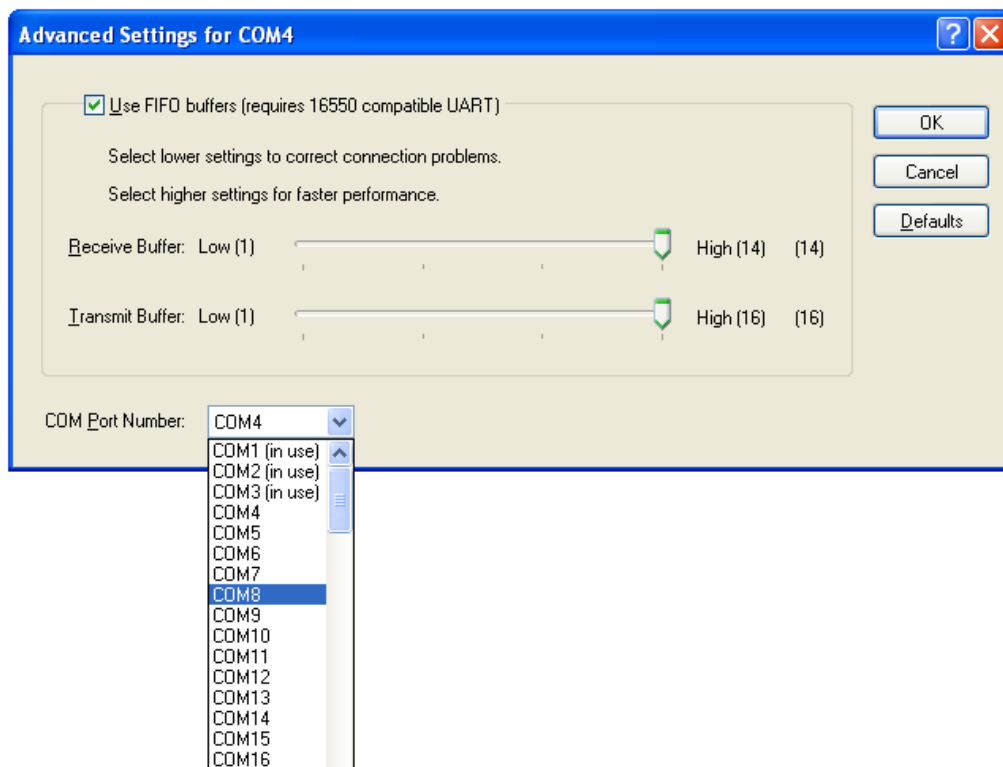 Advanced Settings for COM4
Use FIFO buffers (requires 16550 compatible UART)
OK
Select lower settings to correct connection problems.
Cancel
Select higher settings for faster performance.
Defaults
Receive Buffer: Low (1) High (14) (14)
Transmit Buffer: Low (1) High (16) (16)
COM Port Number: COM4
COM1 (in use)
COM2 (in use)
COM3 (in use)
COM4
COM5
COM6
COM7
COM8
COM9
COM10
COM11
COM12
COM13
COM14
COM15
COM16